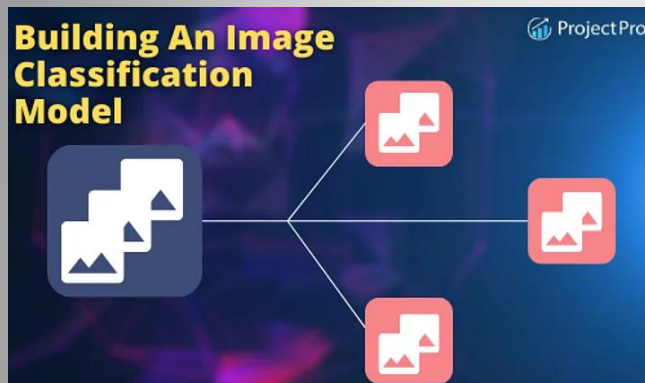 Building An Image
Classification
Model
ProjectPro